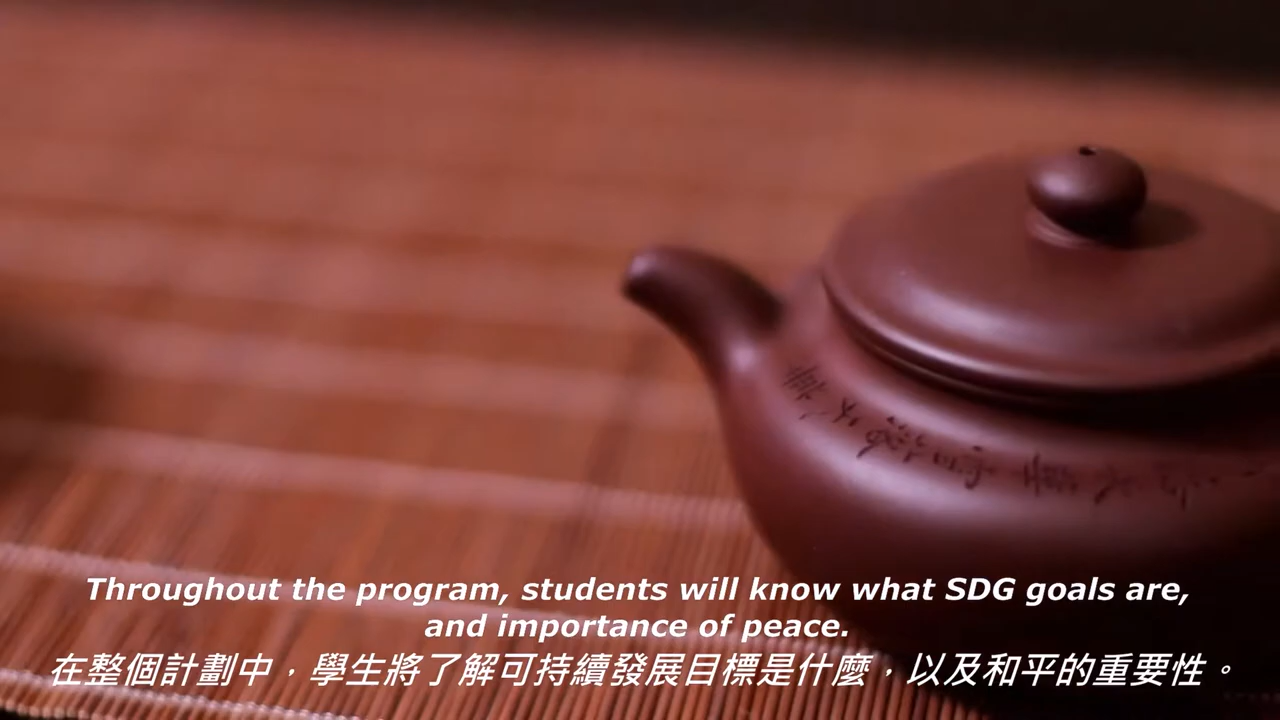 Throughout the program, students will know what SDG goals are,
and importance of peace.
在整個計劃中，學生將了解可持續發展目標是什麼，以及和平的重要性。